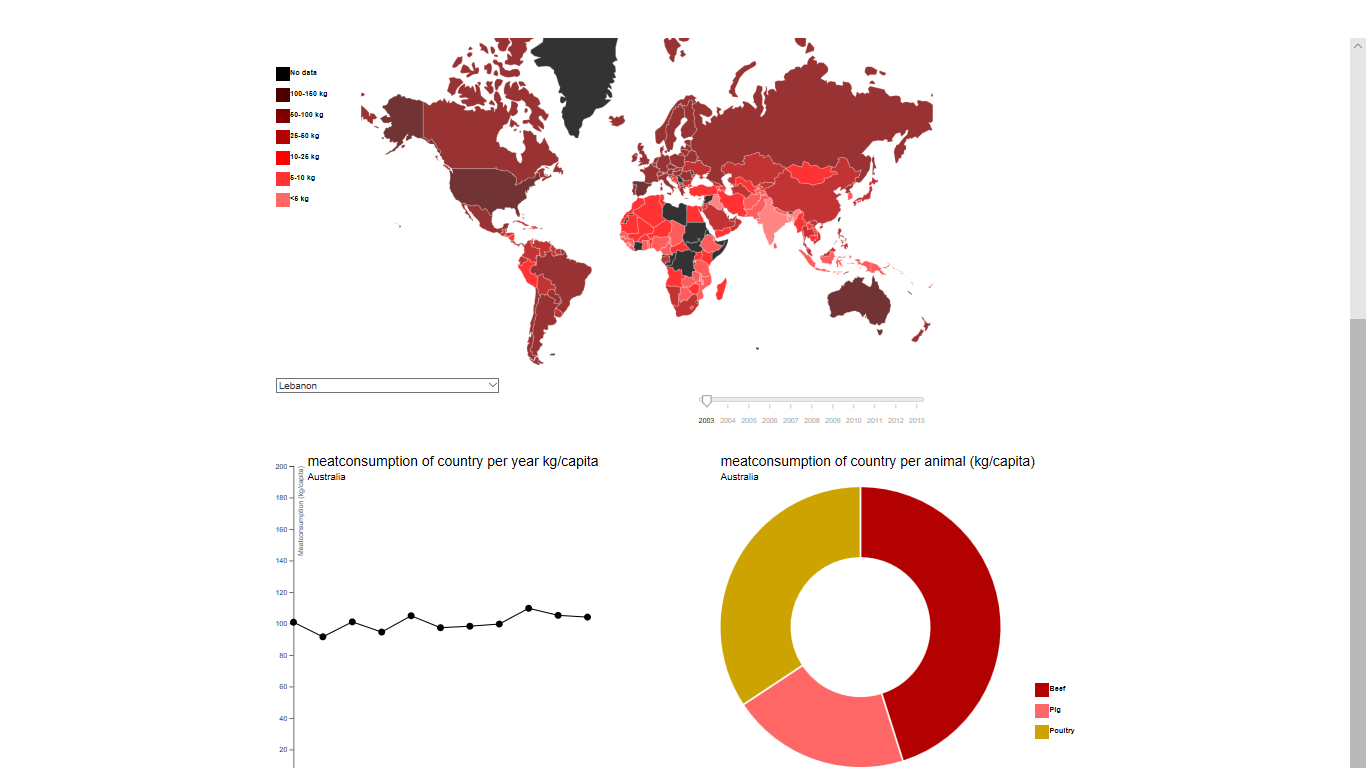 No data
100-150 kg
50-100 kg
25-50 kg
10-25 kg
5-10 kg
<5 kg
Lebanon
2003 2004 2005 2006 2007 2008 2009 2010 2011 2012 2013
meatconsumption of country per year kg/capita
Australia
Meatconsumption (kg/capita)
200
180
160
140
120
100
80
60
40
20
meatconsumption of country per animal (kg/capita)
Australia
Beef
Pig
Poultry